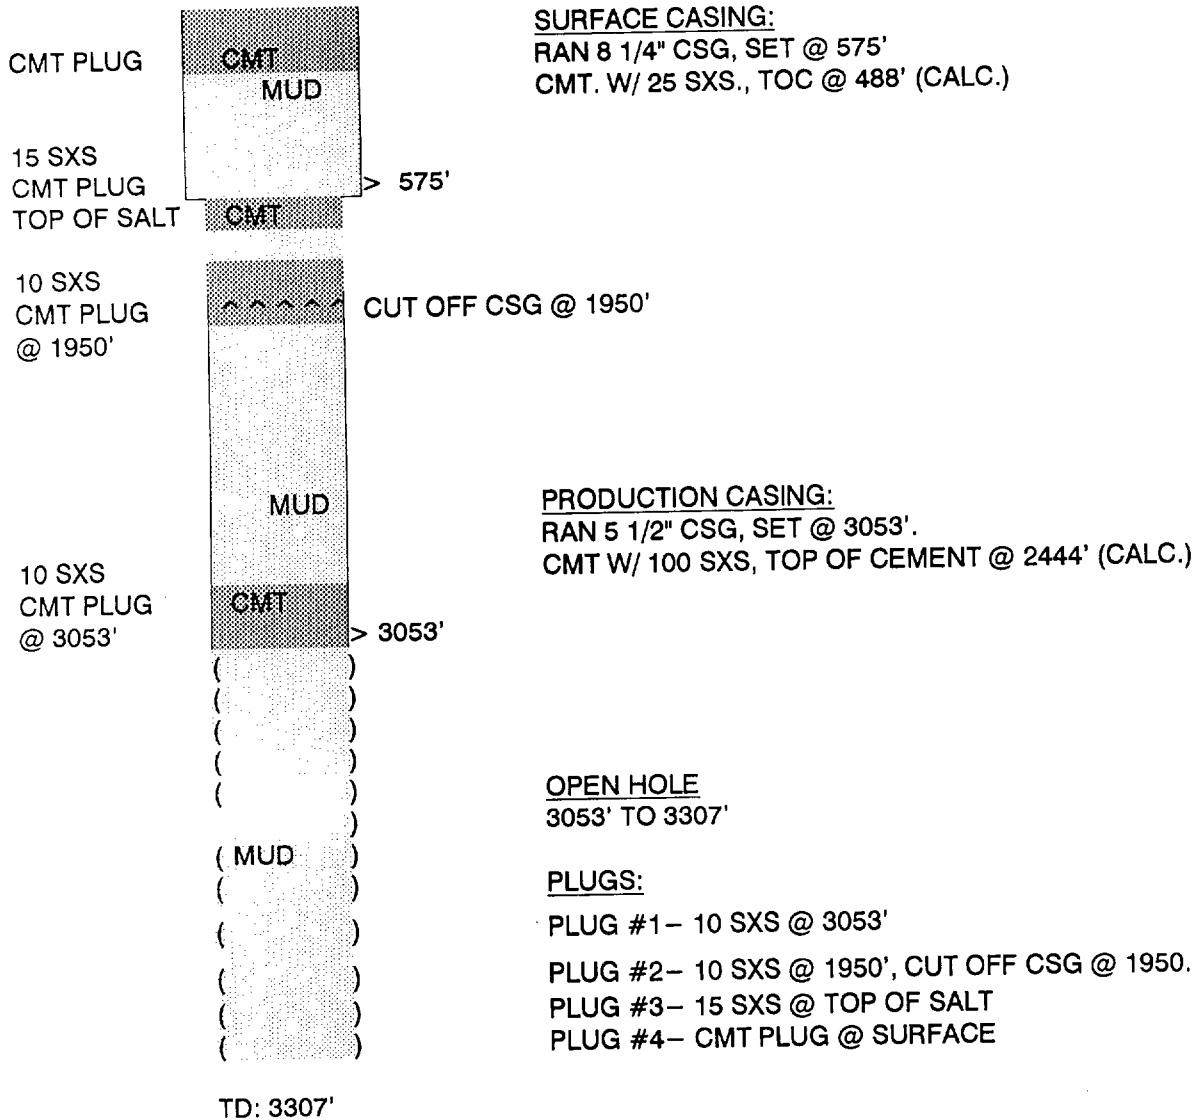 SURFACE CASING:
RAN 8 1/4" CSG, SET @ 575'
CMT. W/ 25 SXS., TOC @ 488' (CALC.)
CMT PLUG
CMT
MUD
15 SXS
CMT PLUG
TOP OF SALT
> 575'
CMT
10 SXS
CMT PLUG
@ 1950'
^ ^ ^ ^ ^ CUT OFF CSG @ 1950'
MUD
PRODUCTION CASING:
RAN 5 1/2" CSG, SET @ 3053'.
CMT W/ 100 SXS, TOP OF CEMENT @ 2444' (CALC.)
10 SXS
CMT PLUG
@ 3053'
CMT
> 3053'
OPEN HOLE
3053' TO 3307'
MUD
PLUGS:
PLUG #1– 10 SXS @ 3053'
PLUG #2– 10 SXS @ 1950', CUT OFF CSG @ 1950.
PLUG #3– 15 SXS @ TOP OF SALT
PLUG #4– CMT PLUG @ SURFACE
TD: 3307'